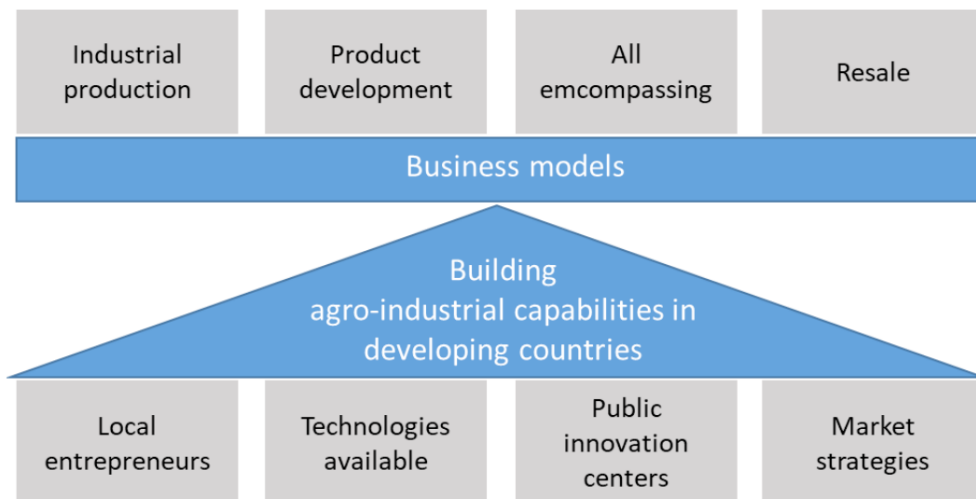 Industrial
production
Product
development
All
emcompassing
Resale
Business models
Building
agro-industrial capabilities in
developing countries
Local
entrepreneurs
Technologies
available
Public
innovation
centers
Market
strategies